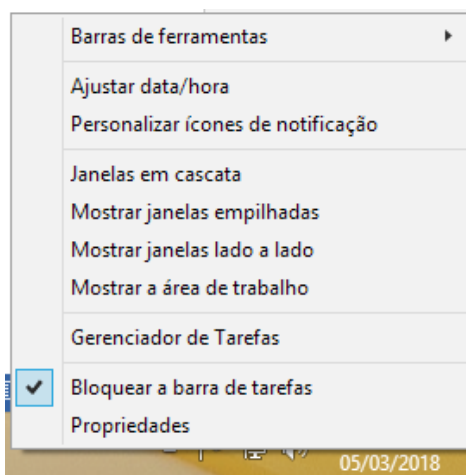 Barras de ferramentas
Ajustar data/hora
Personalizar ícones de notificação
Janelas em cascata
Mostrar janelas empilhadas
Mostrar janelas lado a lado
Mostrar a área de trabalho
Gerenciador de Tarefas
Bloquear a barra de tarefas
Propriedades
05/03/2018